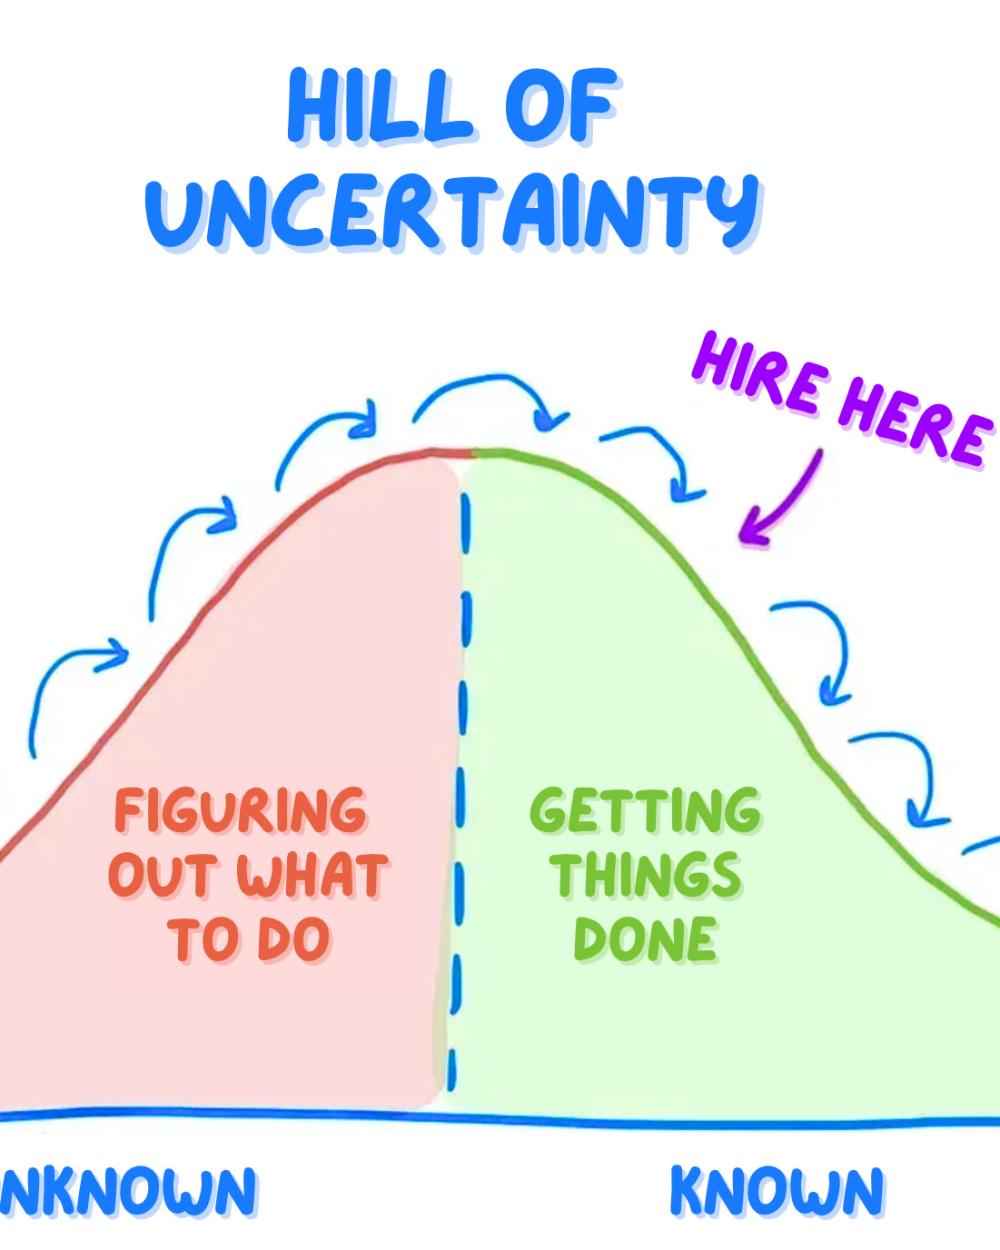 HILL OF
UNCERTAINTY
HIRE HERE
FIGURING
OUT WHAT
TO DO
GETTING
THINGS
DONE
NKNOWN
KNOWN